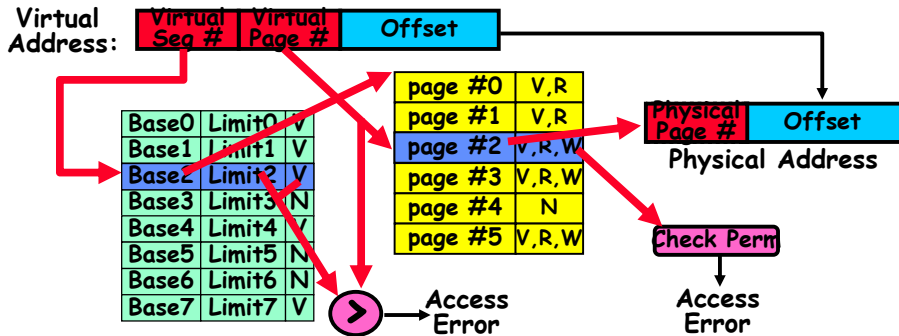 Virtual Address:
Virtual Seg #
Virtual Page #
Offset
page #0 V,R
page #1 V,R
page #2 V,R,W
page #3 V,R,W
page #4 N
page #5 V,R,W
Physical Page #
Offset
Physical Address
Base0 Limit0 V
Base1 Limit1 V
Base2 Limit2 V
Base3 Limit3 N
Base4 Limit4 V
Base5 Limit5 N
Base6 Limit6 N
Base7 Limit7 V
>
Access
Error
Check Perm
Access
Error